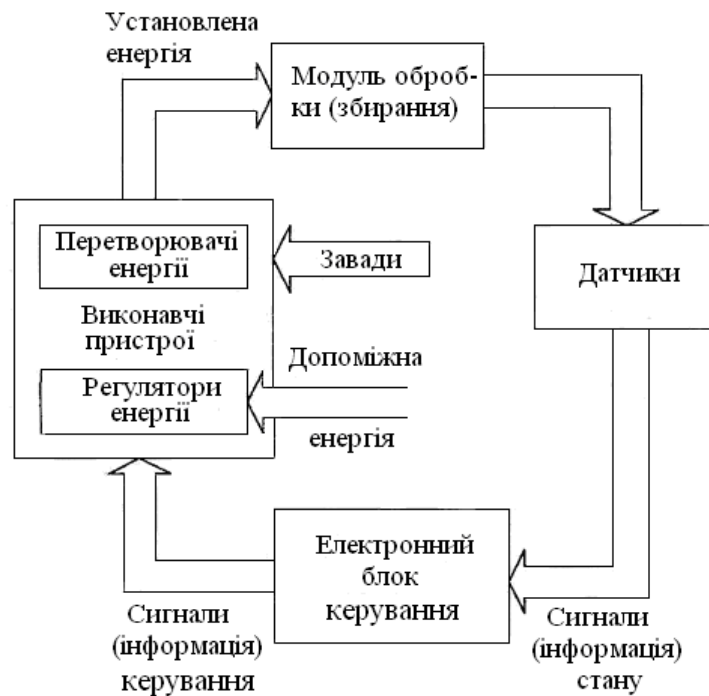 Установлена
енергія
Модуль оброб-
ки (збирання)
Перетворювачі
енергії
Завади
Датчики
Виконавчі
пристрої
Допоміжна
Регулятори
енергії
енергія
Електронний
блок
керування
Сигнали
(інформація)
керування
Сигнали
(інформація)
стану